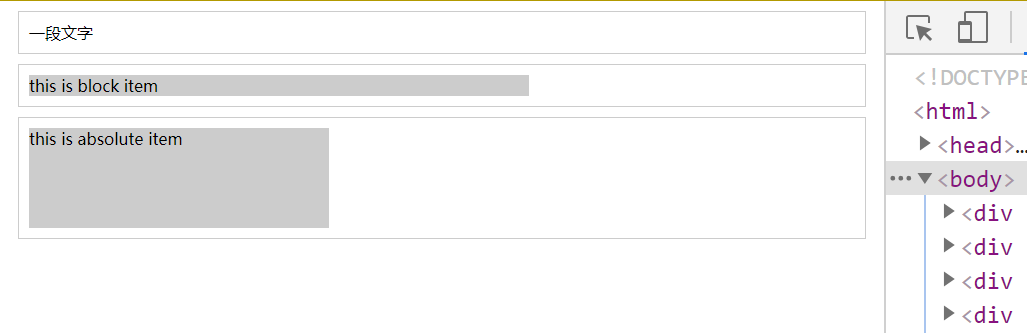 一段文字
this is block item
this is absolute item
<!DOCTYPE
<html>
<head>…
<body>
<div
<div
<div
<div